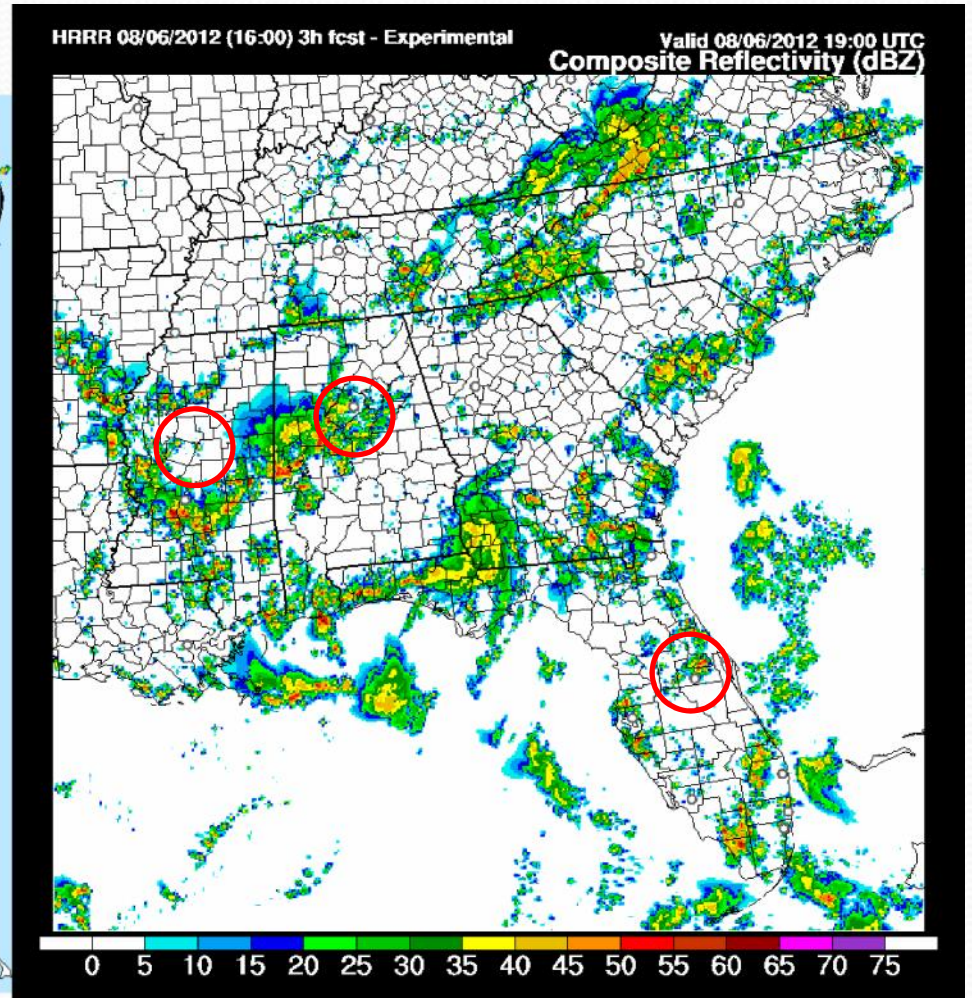 HRRR 08/06/2012 (16:00) 3h fcst - Experimental
Valid 08/06/2012 19:00 UTC
Composite Reflectivity (dBZ)
0 5 10 15 20 25 30 35 40 45 50 55 60 65 70 75